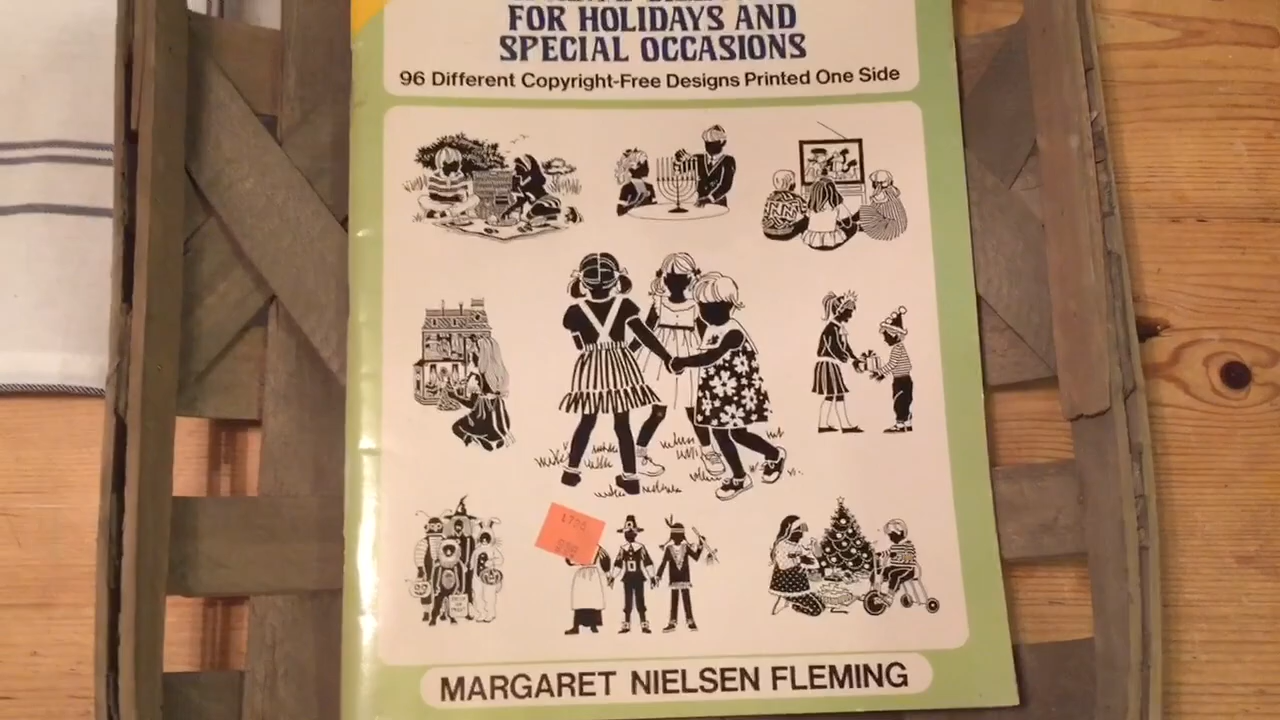 FOR HOLIDAYS AND
SPECIAL OCCASIONS
96 Different Copyright-Free Designs Printed One Side
MARGARET NIELSEN FLEMING